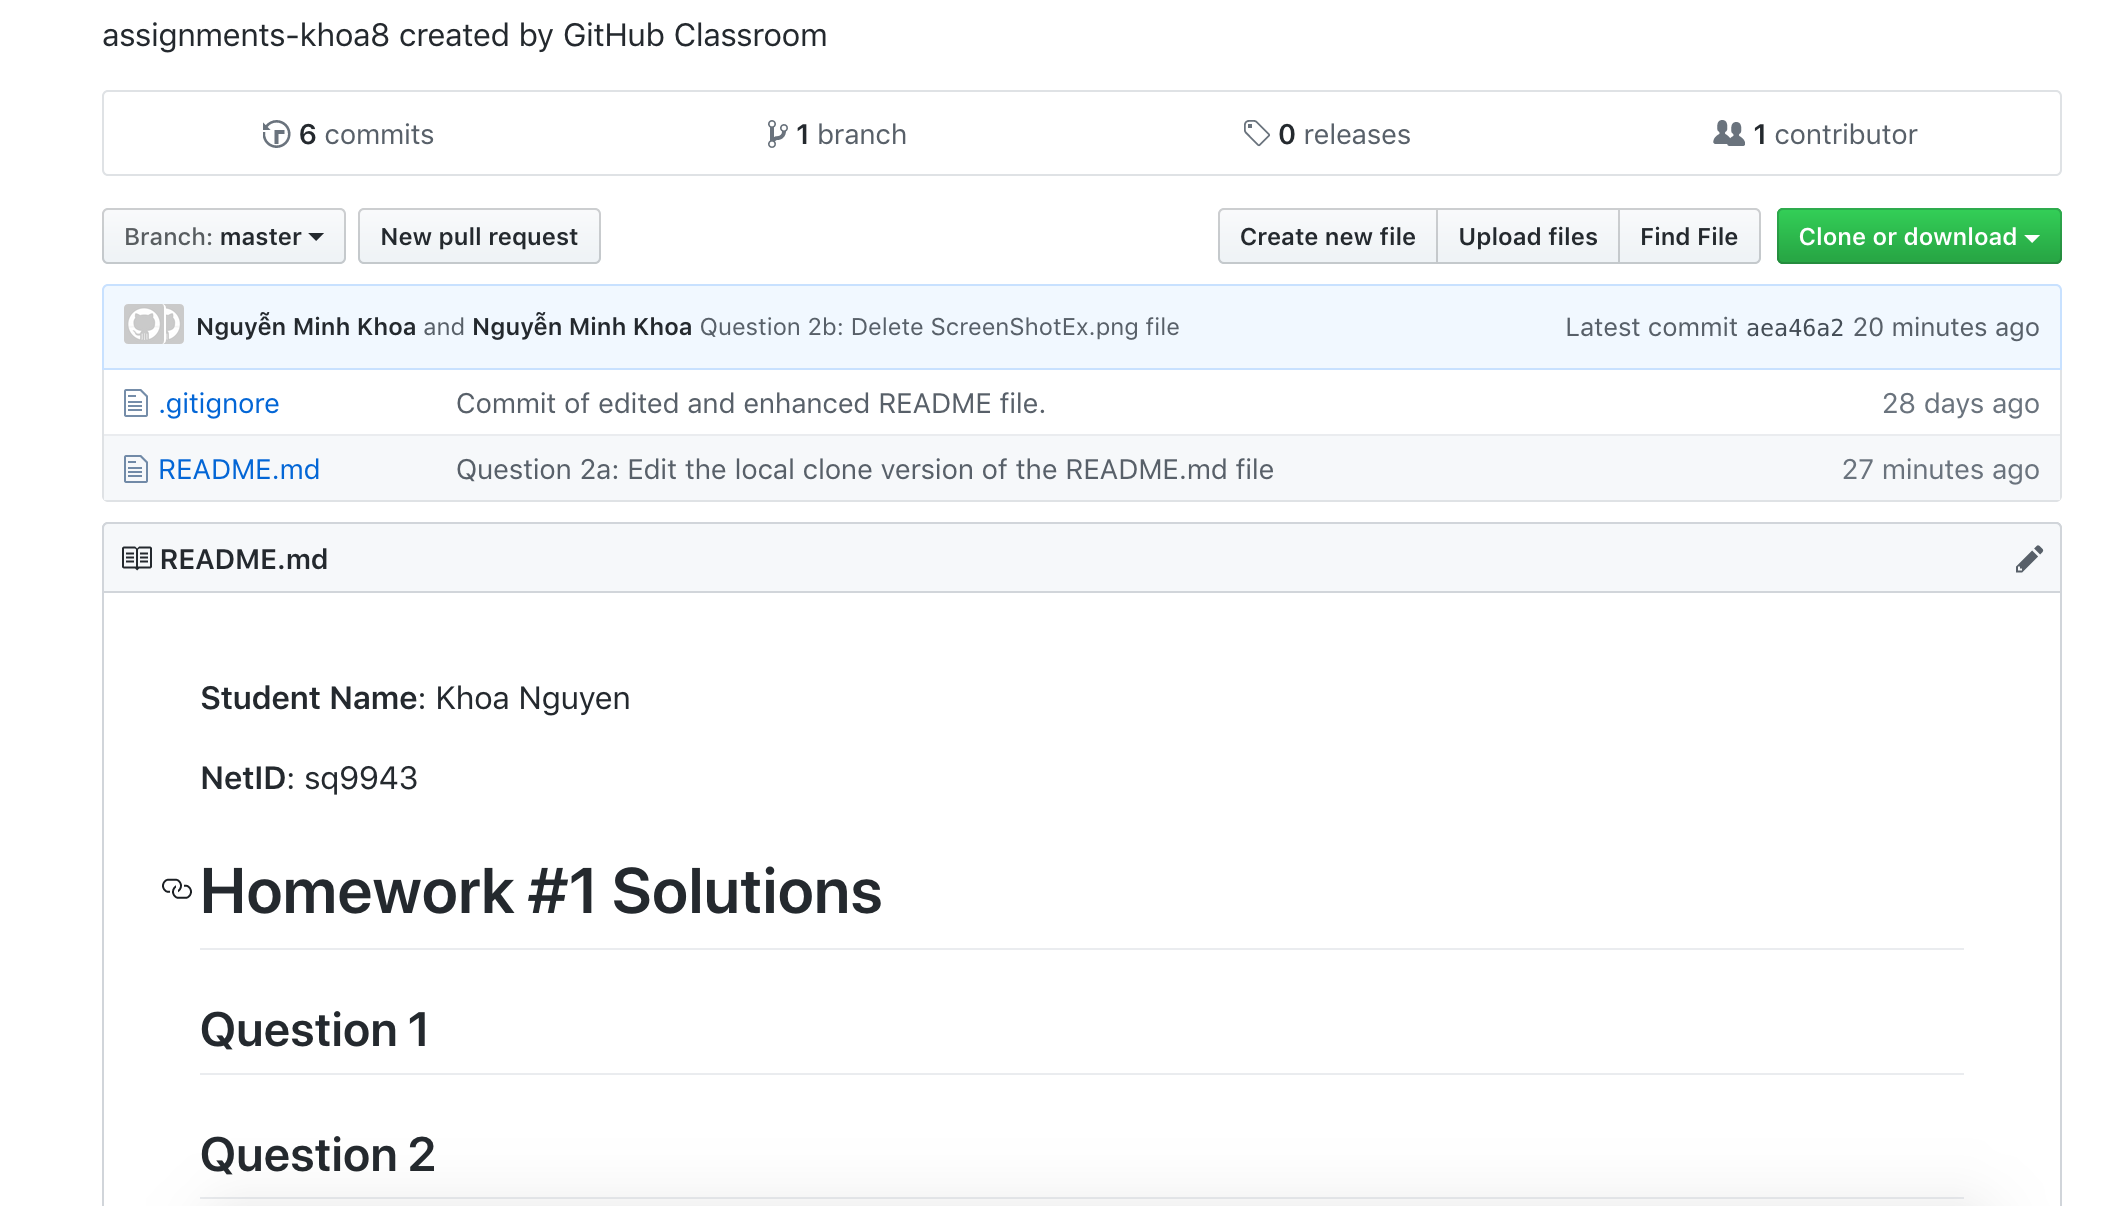 assignments-khoa8 created by GitHub Classroom
6 commits 1 branch 0 releases 1 contributor
Branch: master New pull request Create new file Upload files Find File Clone or download
Nguyễn Minh Khoa and Nguyễn Minh Khoa Question 2b: Delete ScreenShotEx.png file Latest commit aea46a2 20 minutes ago
.gitignore Commit of edited and enhanced README file. 28 days ago
README.md Question 2a: Edit the local clone version of the README.md file 27 minutes ago
README.md
Student Name: Khoa Nguyen
NetID: sq9943
Homework #1 Solutions
Question 1
Question 2